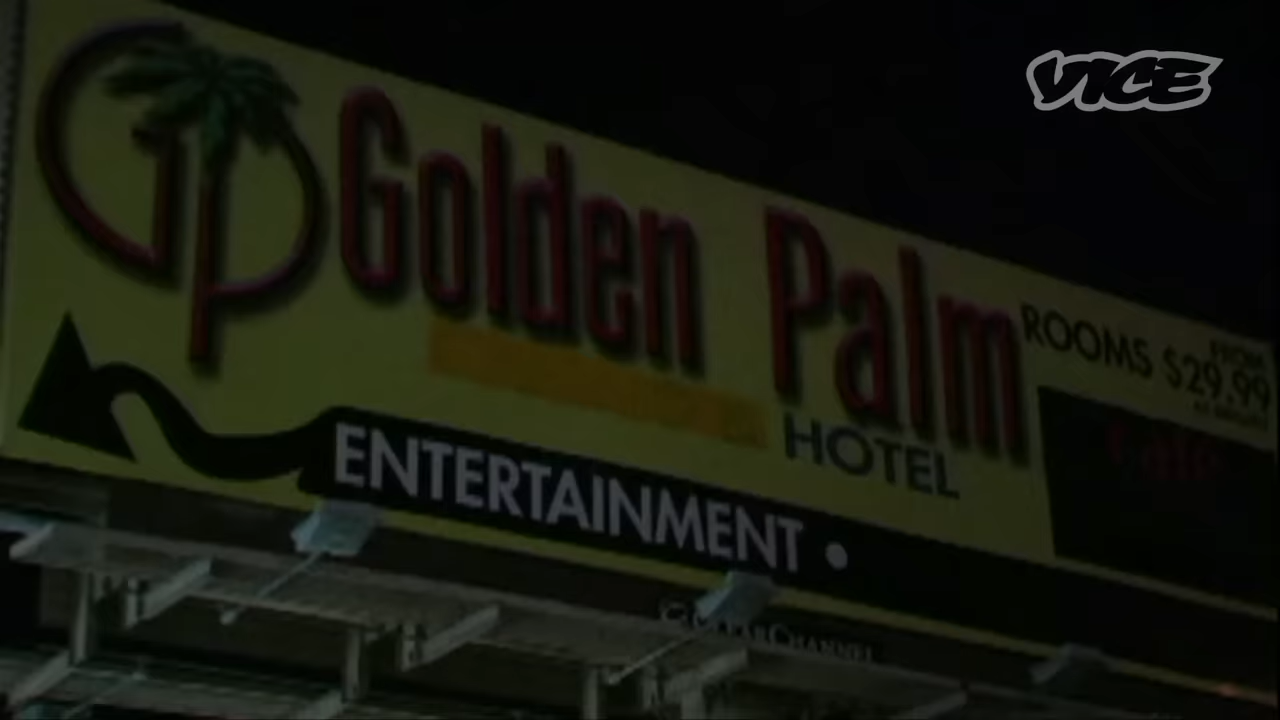 VICE
GP
Golden Palm
ROOMS FROM
$29.99
HOTEL
ENTERTAINMENT •